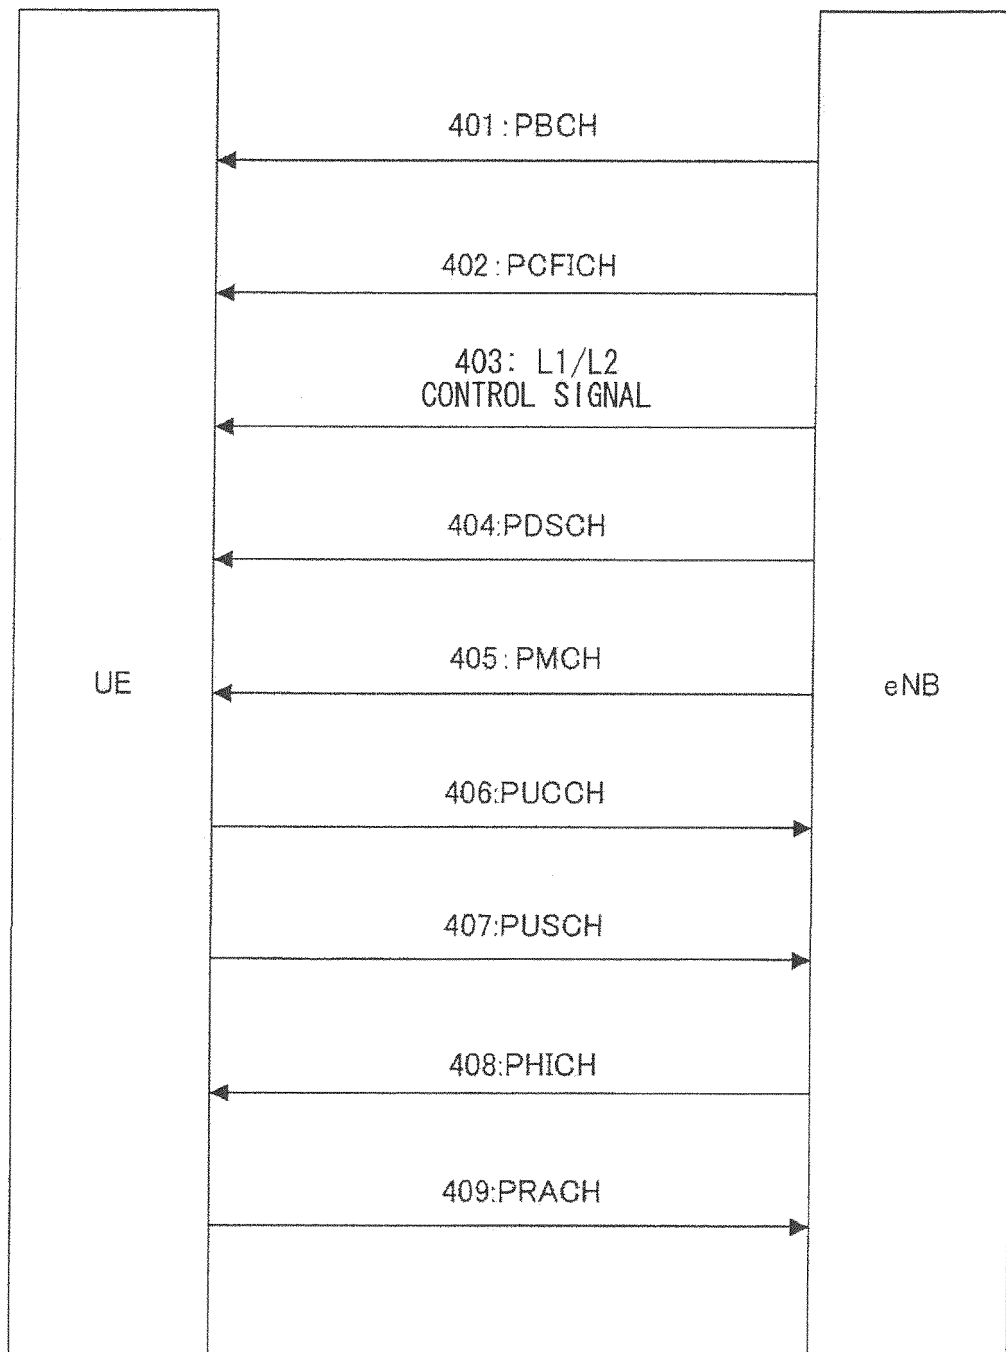 401:PBCH
402:PCFICH
403: L1/L2
CONTROL SIGNAL
404:PDSCH
405:PMCH
UE
eNB
406:PUCCH
407:PUSCH
408:PHICH
409:PRACH